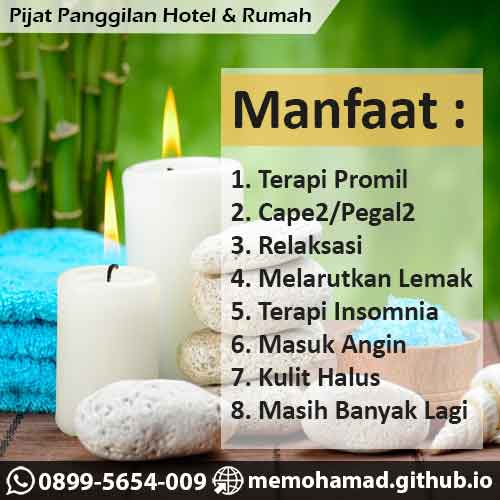 Pijat Panggilan Hotel & Rumah
Manfaat :
1. Terapi Promil
2. Cape2/Pegal2
3. Relaksasi
4. Melarutkan Lemak
5. Terapi Insomnia
6. Masuk Angin
7. Kulit Halus
8. Masih Banyak Lagi
0899-5654-009 memohamad.github.io